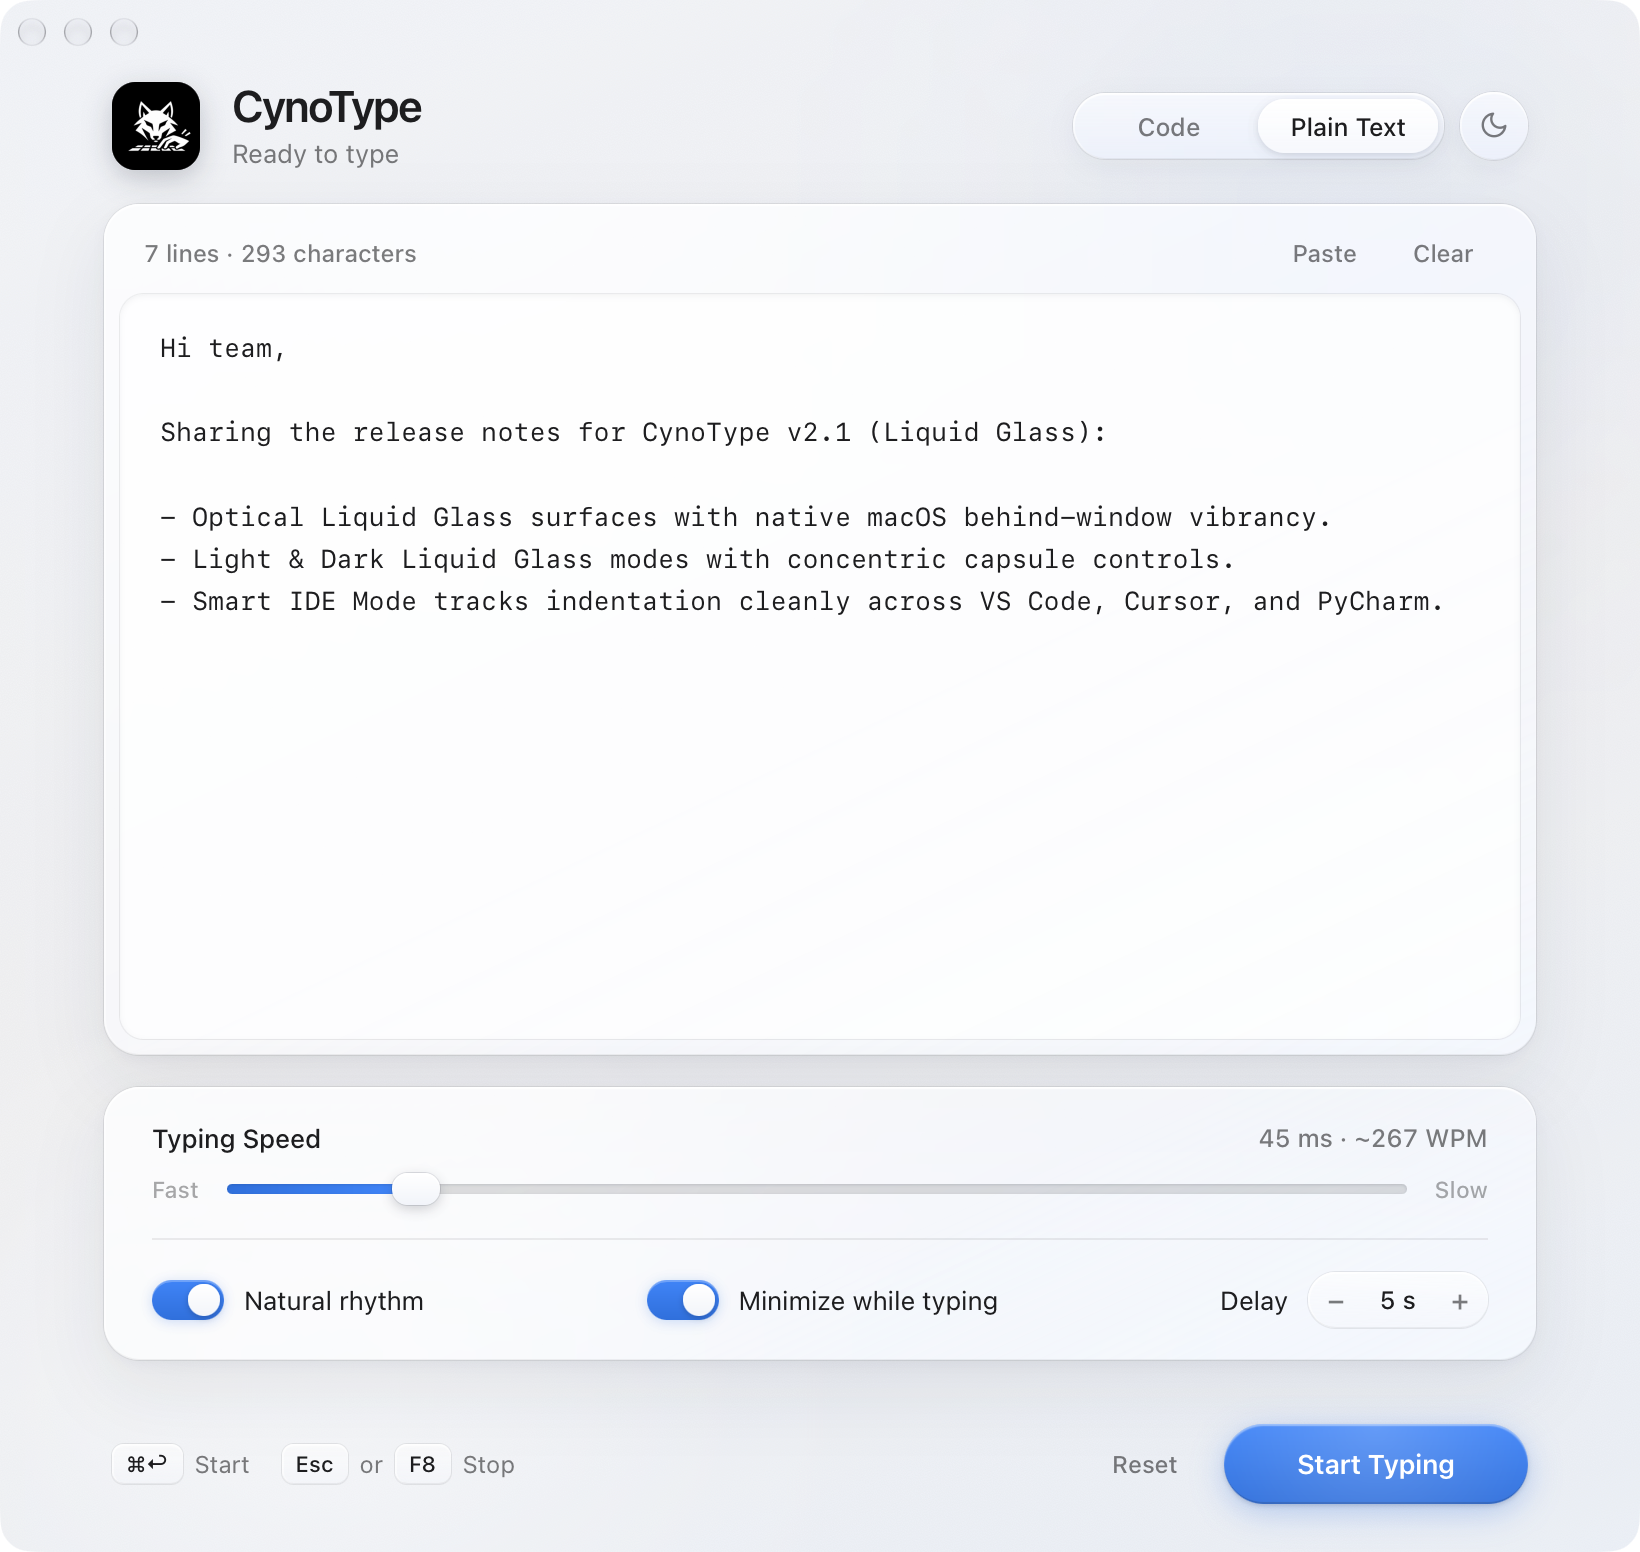 CynoType
Ready to type
Code
Plain Text
7 lines · 293 characters
Paste
Clear
Hi team,
Sharing the release notes for CynoType v2.1 (Liquid Glass):
- Optical Liquid Glass surfaces with native macOS behind-window vibrancy.
- Light & Dark Liquid Glass modes with concentric capsule controls.
- Smart IDE Mode tracks indentation cleanly across VS Code, Cursor, and PyCharm.
Typing Speed
45 ms · ~267 WPM
Fast
Slow
Natural rhythm
Minimize while typing
Delay
− 5 s +
⌘↩ Start
Esc or F8 Stop
Reset
Start Typing